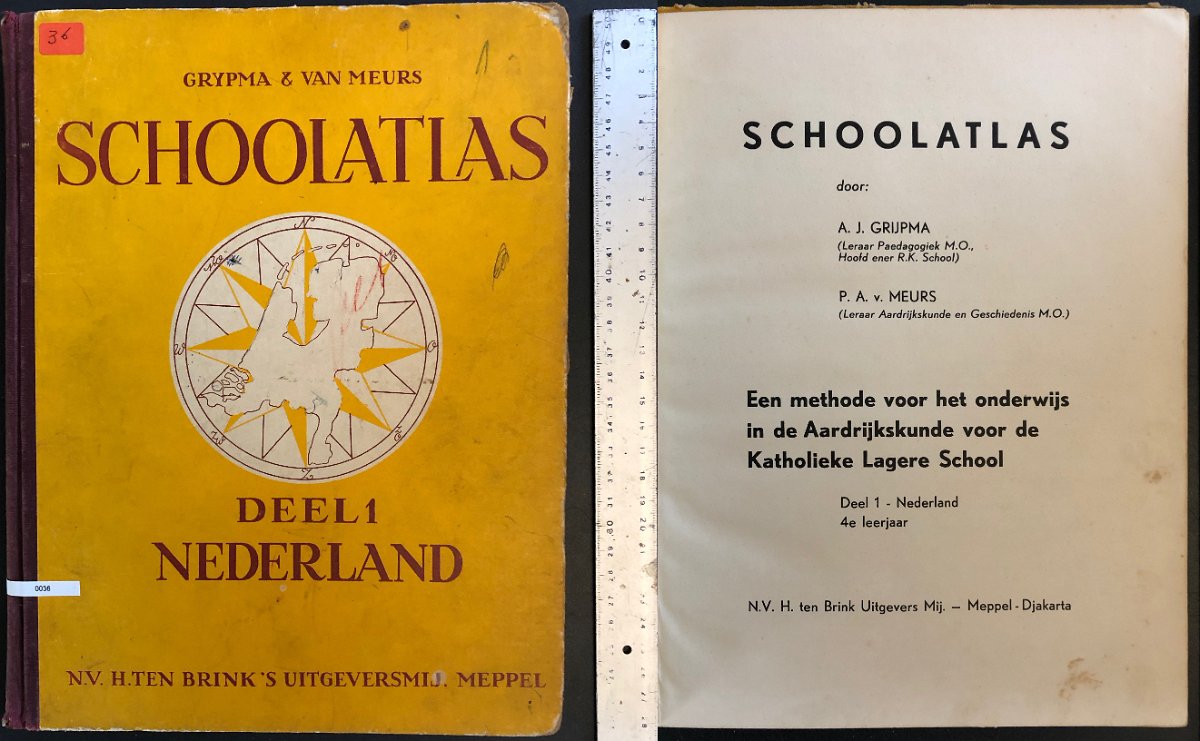 36
GRYPMA & VAN MEURS
SCHOOLATLAS
N
O
Z
W
DEEL 1
NEDERLAND
0036
N.V. H. TEN BRINK'S UITGEVERSMIJ. MEPPEL
SCHOOLATLAS
door:
A. J. GRIJPMA
(Leraar Paedagogiek M.O.,
Hoofd ener R.K. School)
P. A. v. MEURS
(Leraar Aardrijkskunde en Geschiedenis M.O.)
Een methode voor het onderwijs
in de Aardrijkskunde voor de
Katholieke Lagere School
Deel 1 - Nederland
4e leerjaar
N.V. H. ten Brink Uitgevers Mij. — Meppel - Djakarta